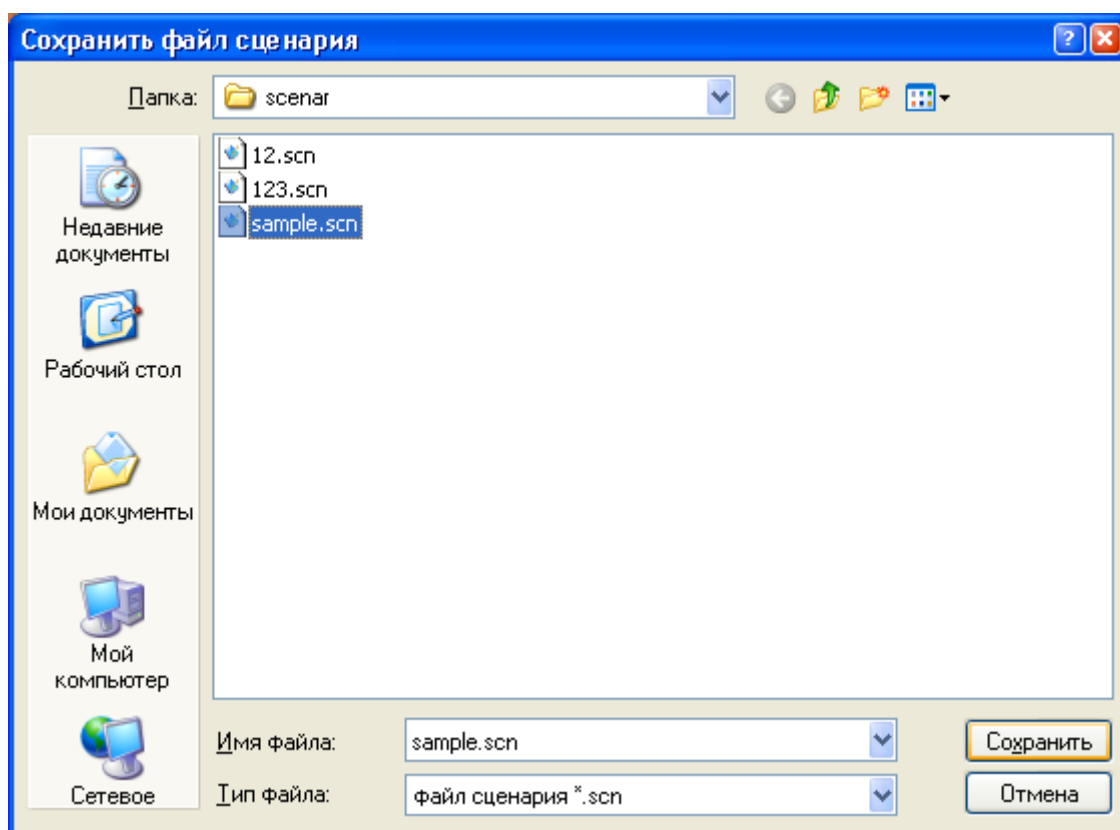 Сохранить файл сценария
Папка: scenar
12.scn
123.scn
sample.scn
Недавние
документы
Рабочий стол
Мои документы
Мой
компьютер
Сетевое
Имя файла: sample.scn Сохранить
Тип файла: файл сценария *.scn Отмена